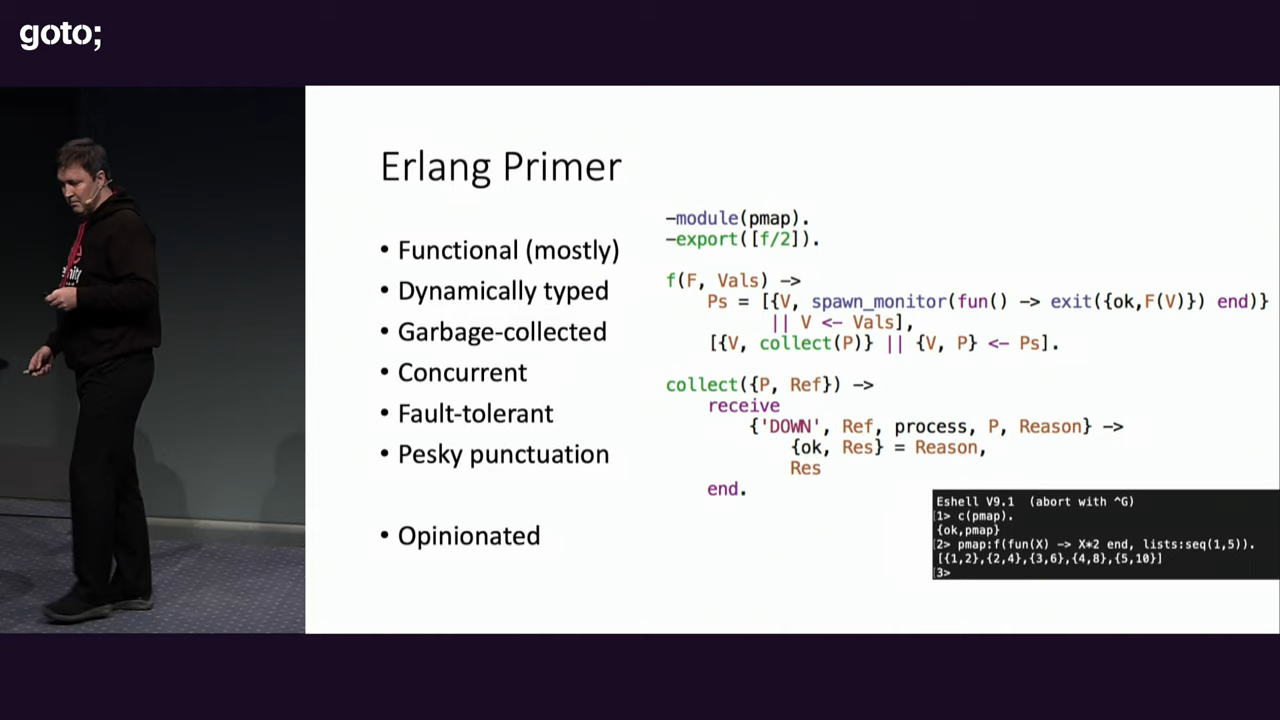 goto;
Erlang Primer
• Functional (mostly)
• Dynamically typed
• Garbage-collected
• Concurrent
• Fault-tolerant
• Pesky punctuation
• Opinionated
-module(pmap).
-export([f/2]).
f(F, Vals) ->
    Ps = [{V, spawn_monitor(fun() -> exit({ok,F(V)}) end)}
          || V <- Vals],
    [{V, collect(P)} || {V, P} <- Ps].
collect({P, Ref}) ->
    receive
        {'DOWN', Ref, process, P, Reason} ->
            {ok, Res} = Reason,
            Res
    end.
Eshell V9.1  (abort with ^G)
[1> c(pmap).
{ok,pmap}
[2> pmap:f(fun(X) -> X*2 end, lists:seq(1,5)).
[{1,2},{2,4},{3,6},{4,8},{5,10}]
[3>